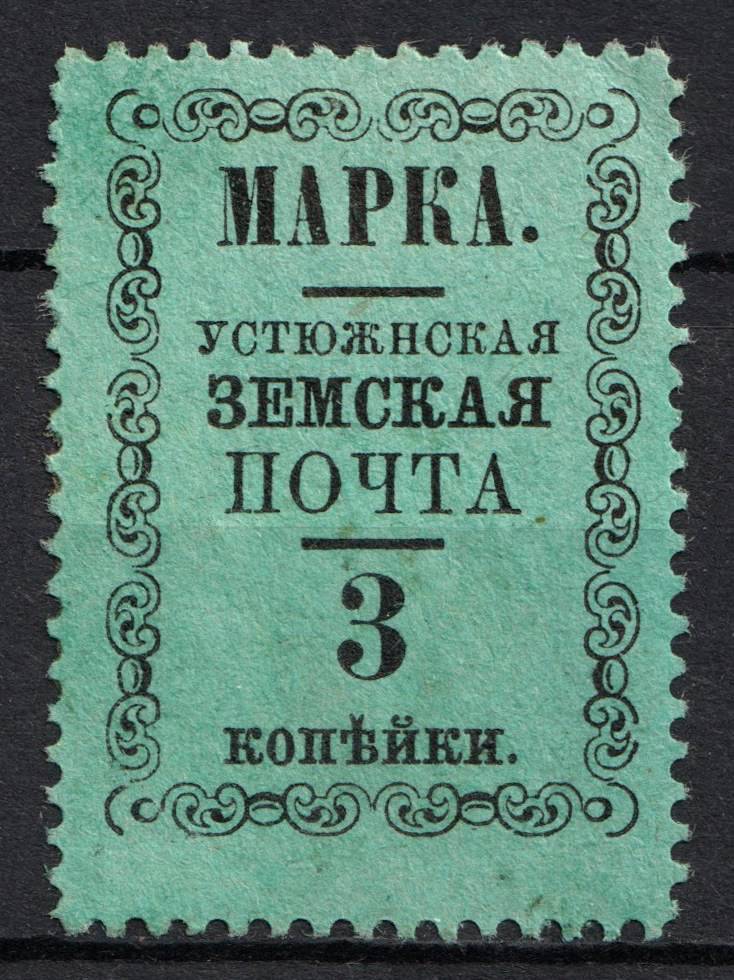 МАРКА.
УСТЮЖНСКАЯ
ЗЕМСКАЯ
ПОЧТА
3
копѣйки.